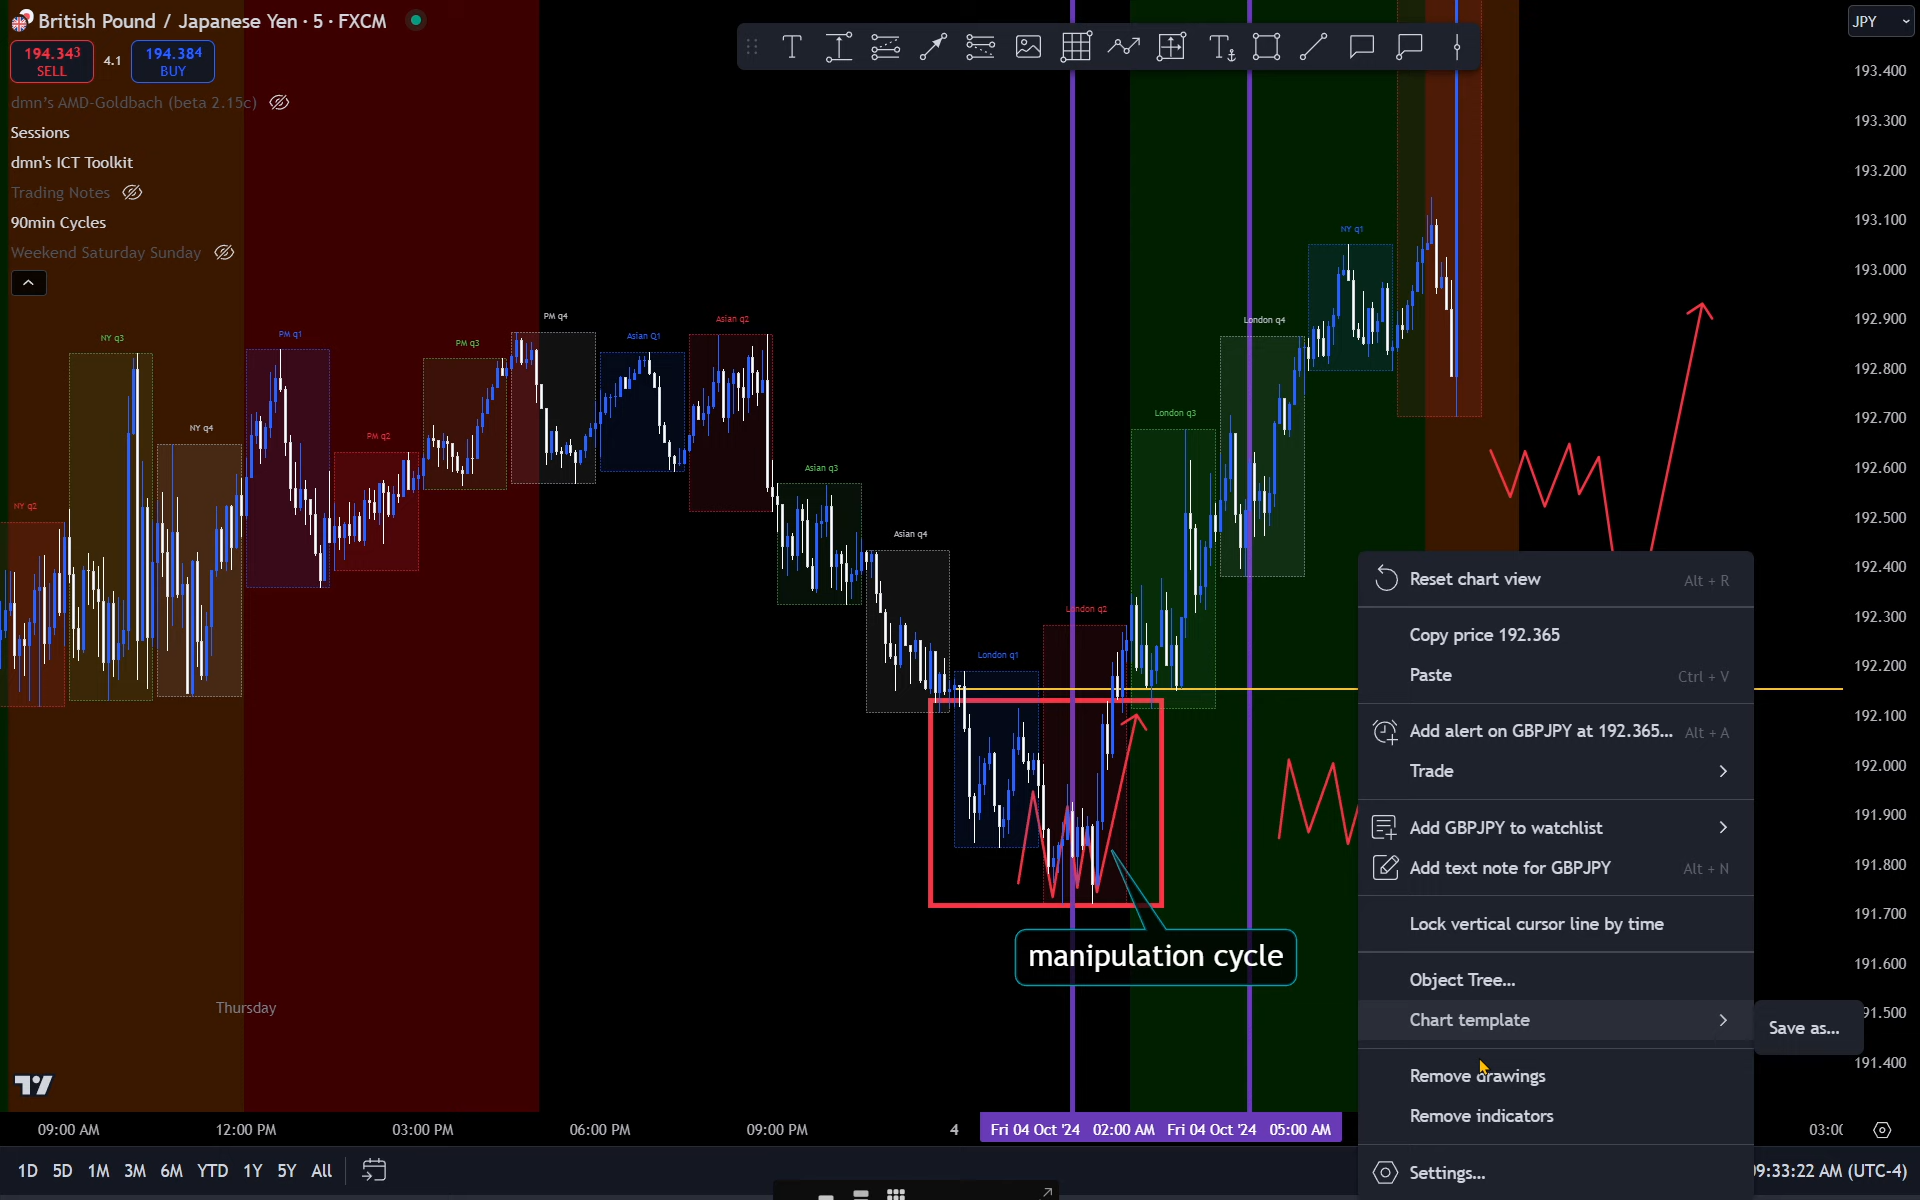 British Pound / Japanese Yen · 5 · FXCM
JPY
194.343
SELL
4.1
194.384
BUY
dmn's AMD-Goldbach (beta 2.15c)
Sessions
dmn's ICT Toolkit
Trading Notes
90min Cycles
Weekend Saturday Sunday
193.400
193.300
193.200
193.100
193.000
192.900
192.800
192.700
192.600
192.500
192.400
192.300
192.200
192.100
192.000
191.900
191.800
191.700
191.600
191.500
191.400
NY q2
NY q3
NY q4
PM q1
PM q2
PM q3
PM q4
Asian Q1
Asian q2
Asian q3
Asian q4
London q1
London q2
London q3
London q4
NY q1
manipulation cycle
Thursday
Reset chart view Alt + R
Copy price 192.365
Paste Ctrl + V
Add alert on GBPJPY at 192.365... Alt + A
Trade
Add GBPJPY to watchlist
Add text note for GBPJPY Alt + N
Lock vertical cursor line by time
Object Tree...
Chart template
Save as...
Remove drawings
Remove indicators
Settings...
09:00 AM 12:00 PM 03:00 PM 06:00 PM 09:00 PM 4 Fri 04 Oct '24 02:00 AM Fri 04 Oct '24 05:00 AM 03:0
1D 5D 1M 3M 6M YTD 1Y 5Y All
9:33:22 AM (UTC-4)